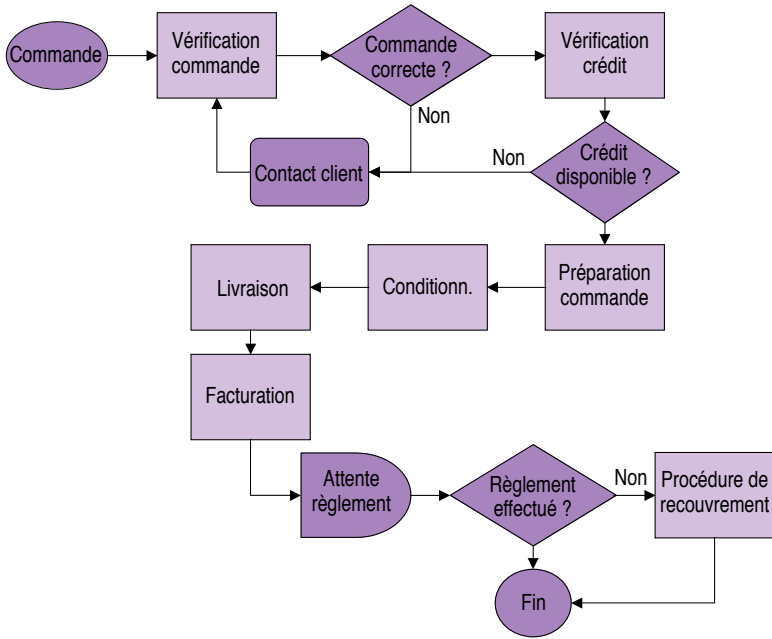 Commande
Vérification
commande
Commande
correcte ?
Vérification
crédit
Non
Contact client
Non
Crédit
disponible ?
Livraison
Conditionn.
Préparation
commande
Facturation
Attente
règlement
Règlement
effectué ?
Non
Procédure de
recouvrement
Fin